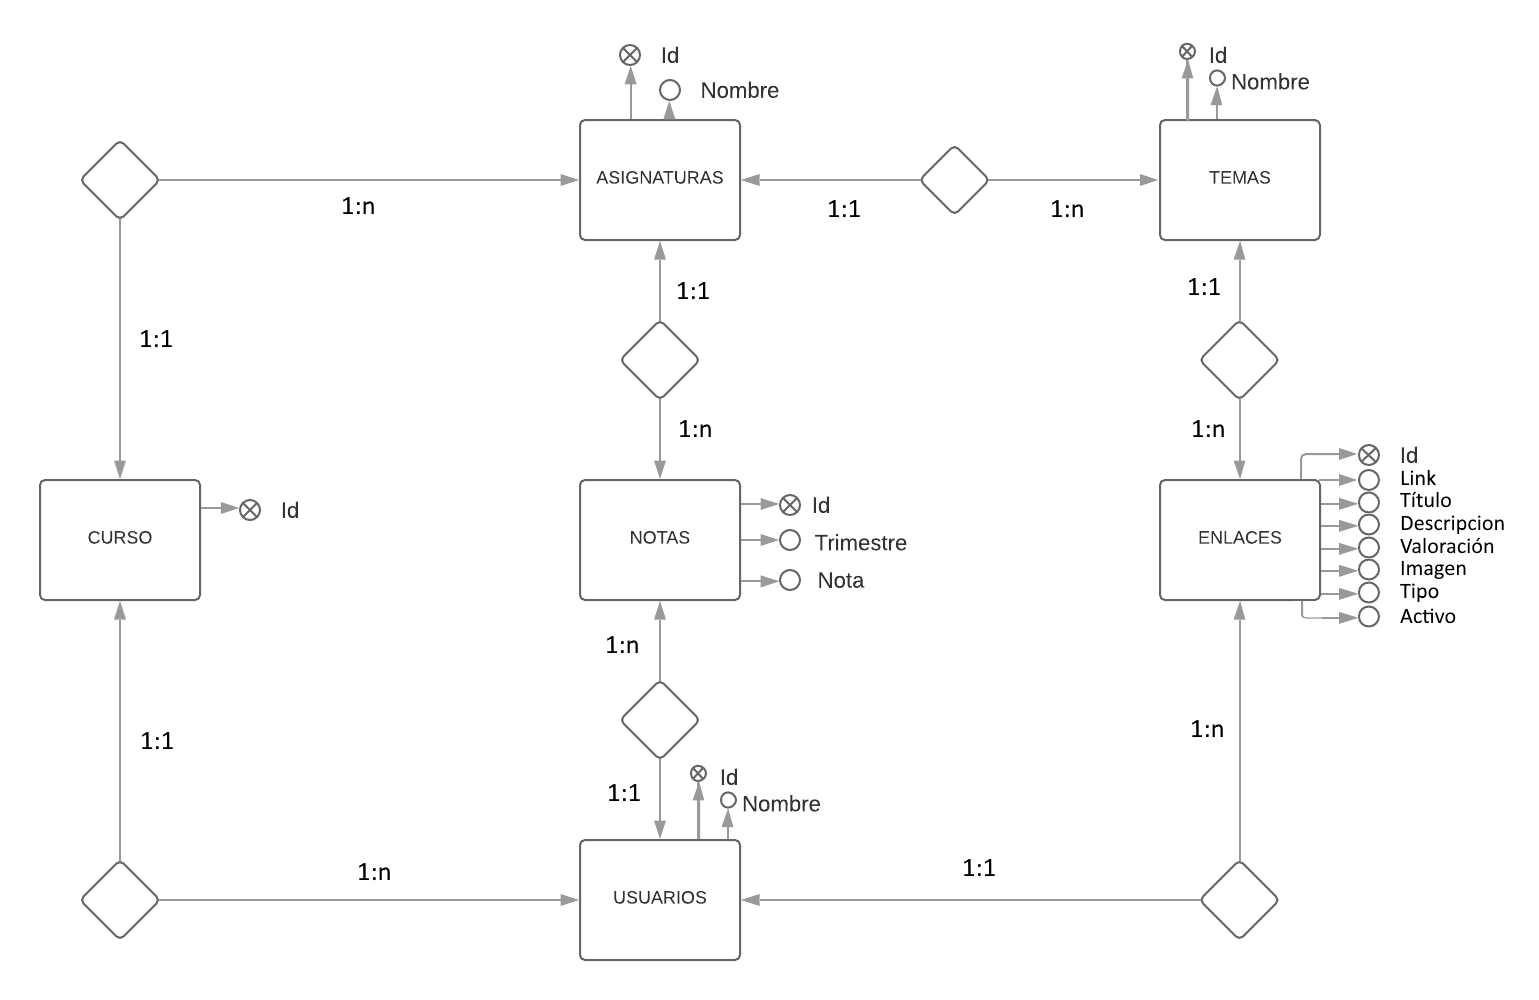 Id
Nombre
Id
Nombre
ASIGNATURAS
TEMAS
1:n
1:1
1:n
1:1
1:1
1:1
1:n
1:n
CURSO
Id
NOTAS
Id
Trimestre
Nota
ENLACES
Id
Link
Título
Descripcion
Valoración
Imagen
Tipo
Activo
1:n
1:1
1:n
1:1
Id
Nombre
1:n
USUARIOS
1:1